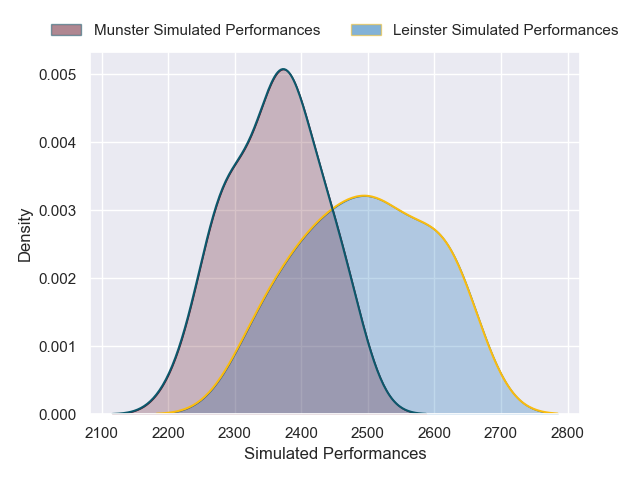 Munster Simulated Performances Leinster Simulated Performances
0.005
0.004
0.003
0.002
0.001
0.000
Density
2100 2200 2300 2400 2500 2600 2700 2800
Simulated Performances